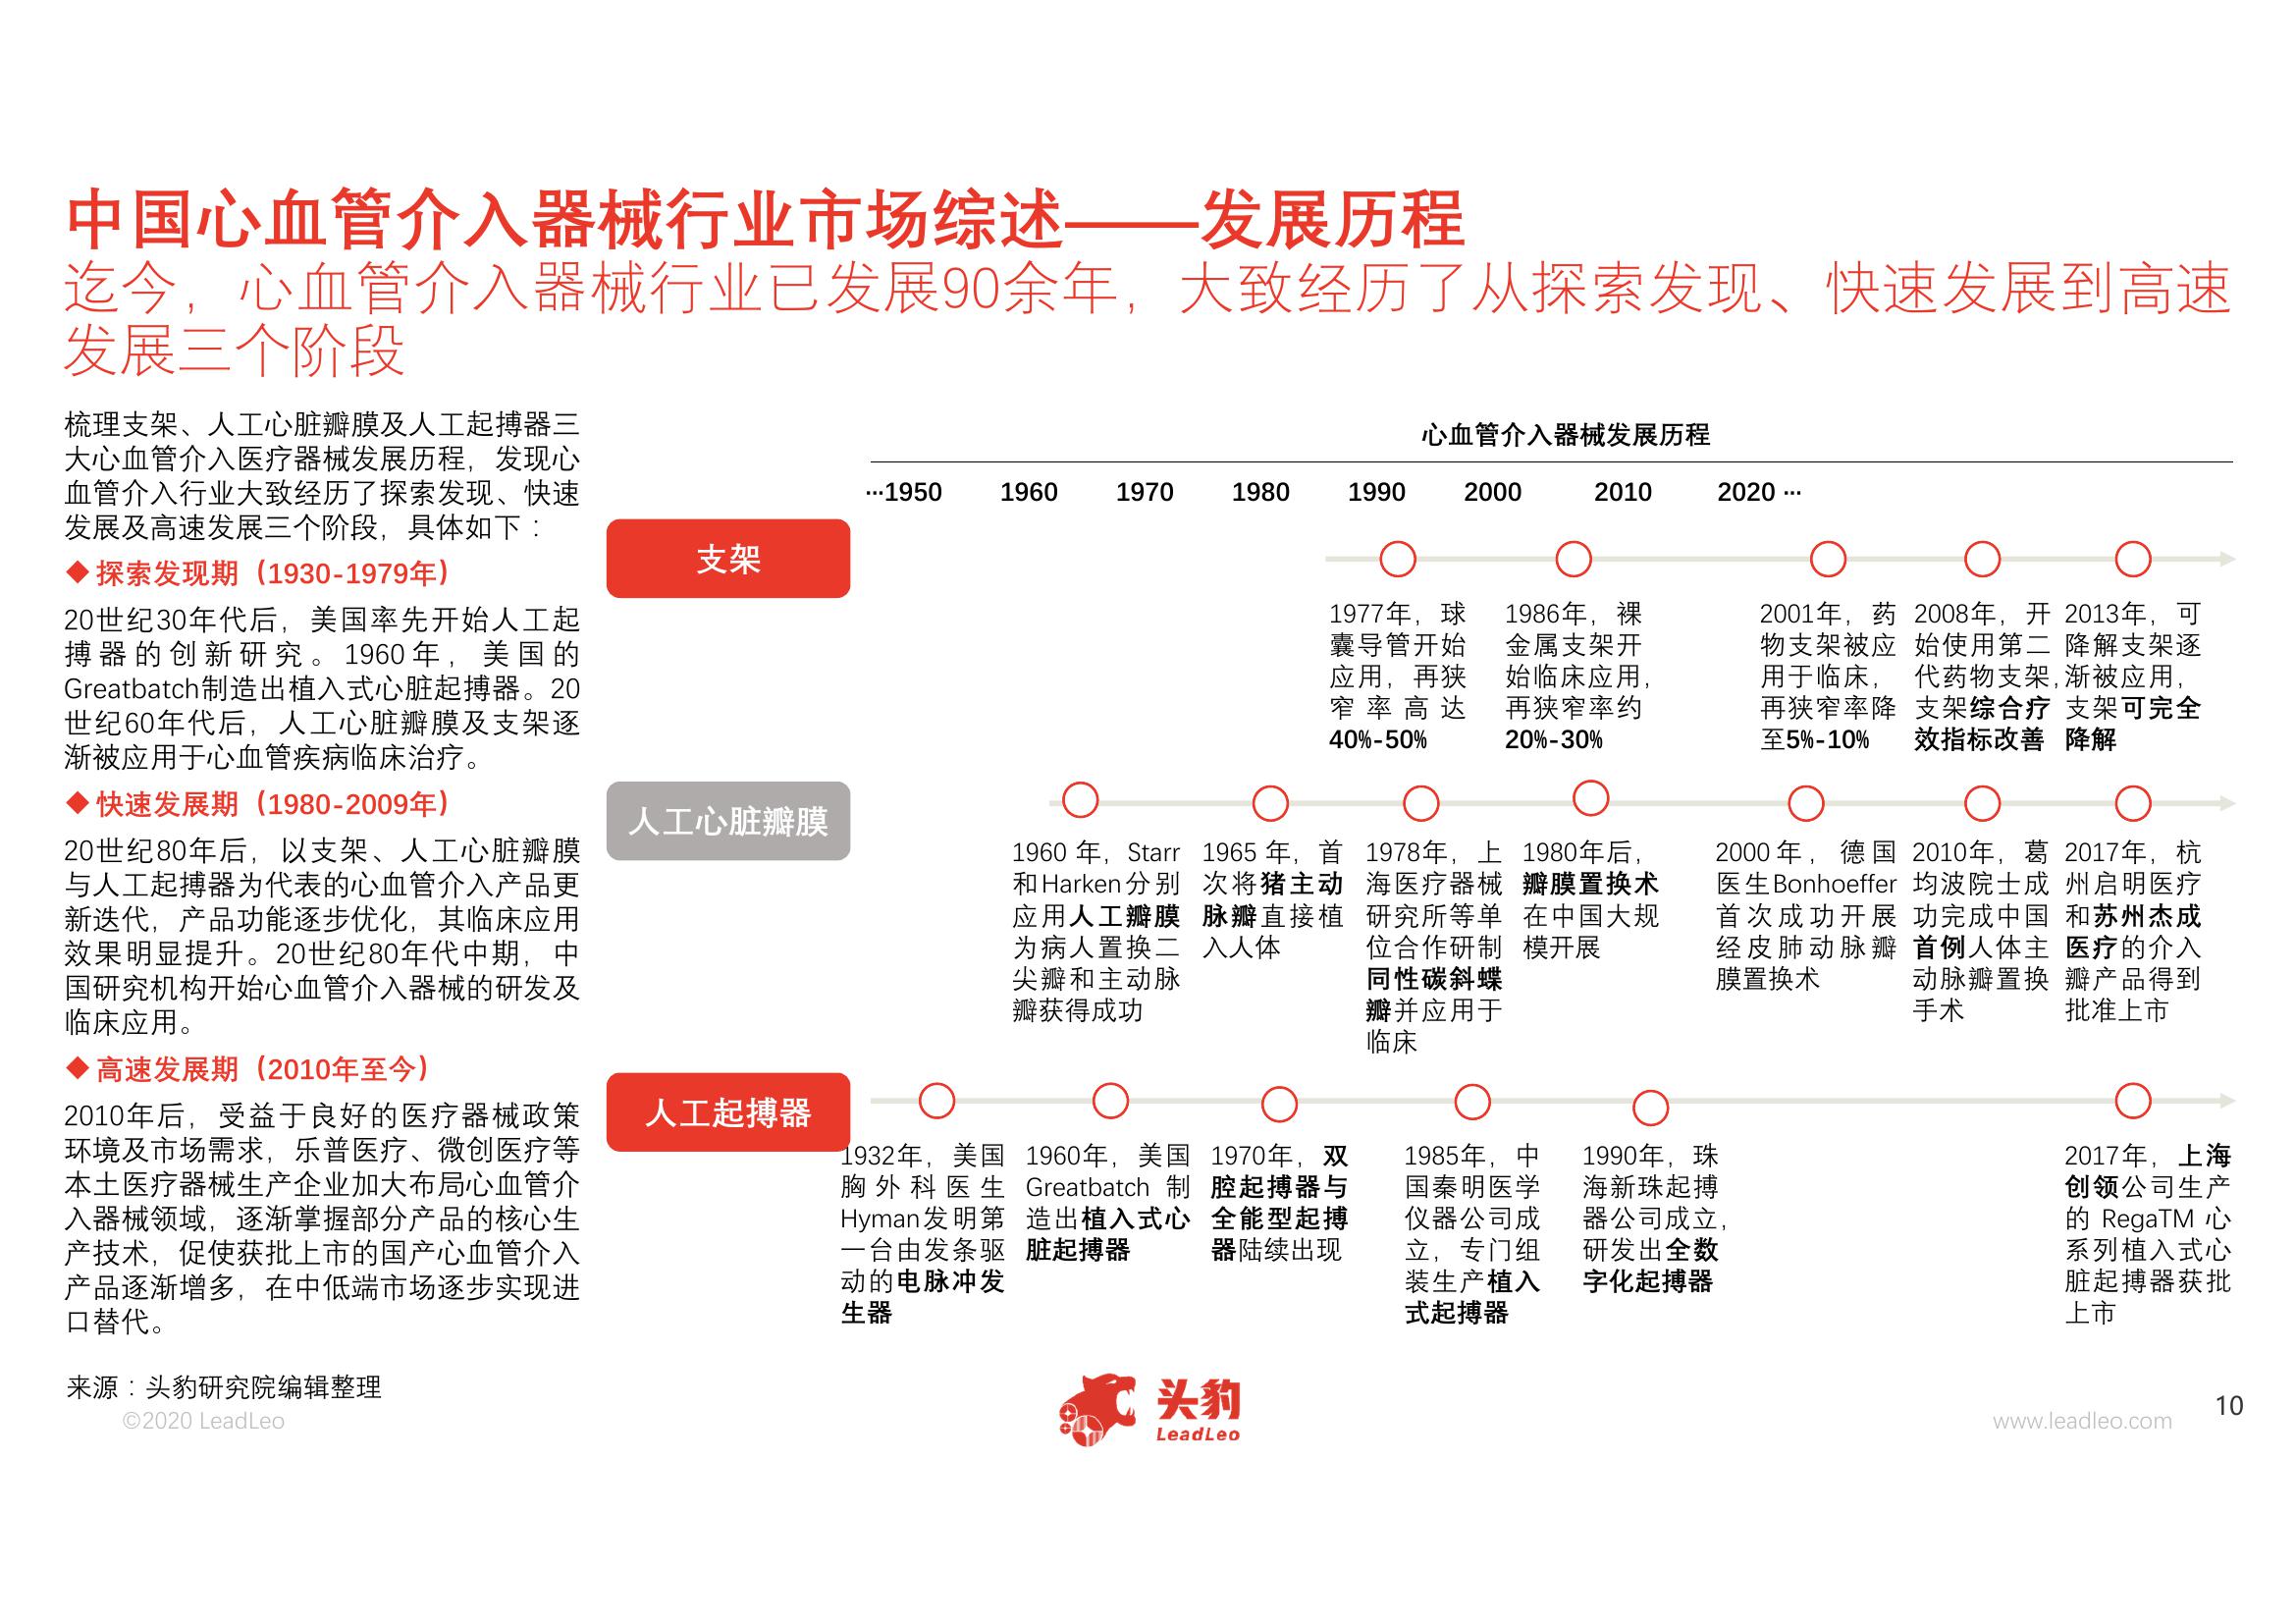 中国心血管介入器械行业市场综述——发展历程
迄今，心血管介入器械行业已发展90余年，大致经历了从探索发现、快速发展到高速
发展三个阶段
梳理支架、人工心脏瓣膜及人工起搏器三
大心血管介入医疗器械发展历程，发现心
血管介入行业大致经历了探索发现、快速
发展及高速发展三个阶段，具体如下：
◆ 探索发现期（1930-1979年）
20世纪30年代后，美国率先开始人工起
搏器的创新研究。1960年，美国的
Greatbatch制造出植入式心脏起搏器。20
世纪60年代后，人工心脏瓣膜及支架逐
渐被应用于心血管疾病临床治疗。
◆ 快速发展期（1980-2009年）
20世纪80年后，以支架、人工心脏瓣膜
与人工起搏器为代表的心血管介入产品更
新迭代，产品功能逐步优化，其临床应用
效果明显提升。20世纪80年代中期，中
国研究机构开始心血管介入器械的研发及
临床应用。
◆ 高速发展期（2010年至今）
2010年后，受益于良好的医疗器械政策
环境及市场需求，乐普医疗、微创医疗等
本土医疗器械生产企业加大布局心血管介
入器械领域，逐渐掌握部分产品的核心生
产技术，促使获批上市的国产心血管介入
产品逐渐增多，在中低端市场逐步实现进
口替代。
心血管介入器械发展历程
···1950 1960 1970 1980 1990 2000 2010 2020 ···
支架
1977年，球
囊导管开始
应用，再狭
窄率高达
40%-50%
1986年，裸
金属支架开
始临床应用，
再狭窄率约
20%-30%
2001年，药
物支架被应
用于临床，
再狭窄率降
至5%-10%
2008年，开
始使用第二
代药物支架，
支架综合疗
效指标改善
2013年，可
降解支架逐
渐被应用，
支架可完全
降解
人工心脏瓣膜
1960 年，Starr
和Harken分别
应用人工瓣膜
为病人置换二
尖瓣和主动脉
瓣获得成功
1965 年，首
次将猪主动
脉瓣直接植
入人体
1978年，上
海医疗器械
研究所等单
位合作研制
同性碳斜蝶
瓣并应用于
临床
1980年后，
瓣膜置换术
在中国大规
模开展
2000年，德国
医生Bonhoeffer
首次成功开展
经皮肺动脉瓣
膜置换术
2010年，葛
均波院士成
功完成中国
首例人体主
动脉瓣置换
手术
2017年，杭
州启明医疗
和苏州杰成
医疗的介入
瓣产品得到
批准上市
人工起搏器
1932年，美国
胸外科医生
Hyman发明第
一台由发条驱
动的电脉冲发
生器
1960年，美国
Greatbatch 制
造出植入式心
脏起搏器
1970年，双
腔起搏器与
全能型起搏
器陆续出现
1985年，中
国秦明医学
仪器公司成
立，专门组
装生产植入
式起搏器
1990年，珠
海新珠起搏
器公司成立，
研发出全数
字化起搏器
2017年，上海
创领公司生产
的 RegaTM 心
系列植入式心
脏起搏器获批
上市
来源：头豹研究院编辑整理
©2020 LeadLeo
头豹
LeadLeo
www.leadleo.com
10